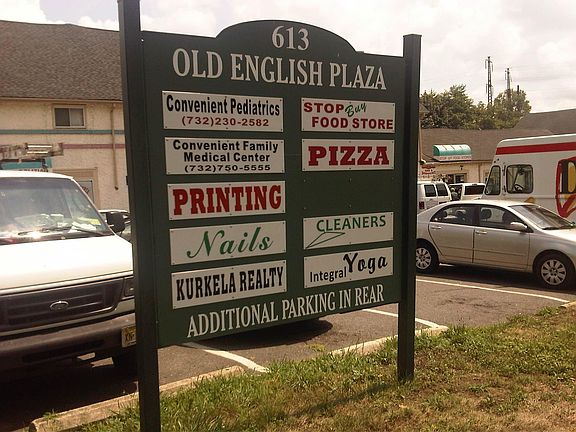 613
OLD ENGLISH PLAZA
Convenient Pediatrics
(732)230-2582
STOP Buy
FOOD STORE
Convenient Family
Medical Center
(732)750-5555
PIZZA
PRINTING
Nails
CLEANERS
KURKELA REALTY
Integral Yoga
ADDITIONAL PARKING IN REAR